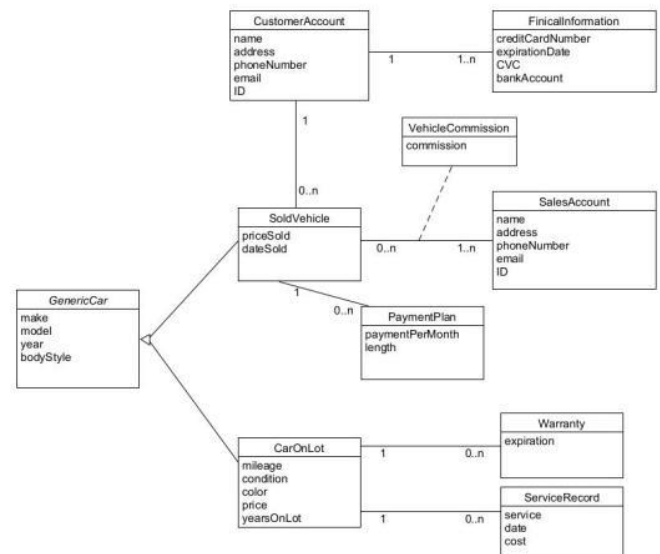 CustomerAccount
name
address
phoneNumber
email
ID
FinicalInformation
creditCardNumber
expirationDate
CVC
bankAccount
1
1..n
1
0..n
VehicleCommission
commission
SoldVehicle
priceSold
dateSold
0..n
1..n
SalesAccount
name
address
phoneNumber
email
ID
1
0..n
GenericCar
make
model
year
bodyStyle
PaymentPlan
paymentPerMonth
length
CarOnLot
mileage
condition
color
price
yearsOnLot
1
0..n
Warranty
expiration
1
0..n
ServiceRecord
service
date
cost